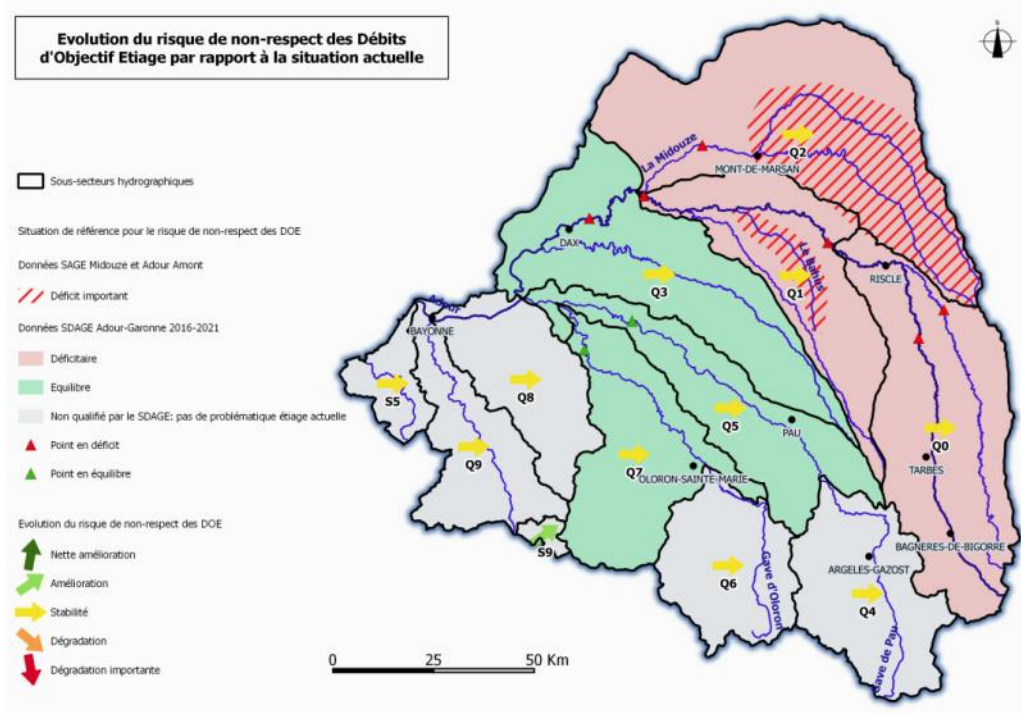 Evolution du risque de non-respect des Débits
d'Objectif Etiage par rapport à la situation actuelle
N
Sous-secteurs hydrographiques
Situation de référence pour le risque de non-respect des DOE
Données SAGE Midouze et Adour Amont
Déficit important
Données SDAGE Adour-Garonne 2016-2021
Déficitaire
Equilibre
Non qualifié par le SDAGE: pas de problématique étiage actuelle
Point en déficit
Point en équilibre
Evolution du risque de non-respect des DOE
Nette amélioration
Amélioration
Stabilité
Dégradation
Dégradation importante
0 25 50 Km
La Midouze
Q2
MONT-DE-MARSAN
DAX
Q3
Le Bahus
Q1
RISCLE
Adour
BAYONNE
S5
Q8
Q9
Q5
PAU
Q7
OLORON-SAINTE-MARIE
Q0
TARBES
S9
BAGNERES-DE-BIGORRE
ARGELES-GAZOST
Q6
Gave d'Oloron
Q4
Gave de Pau